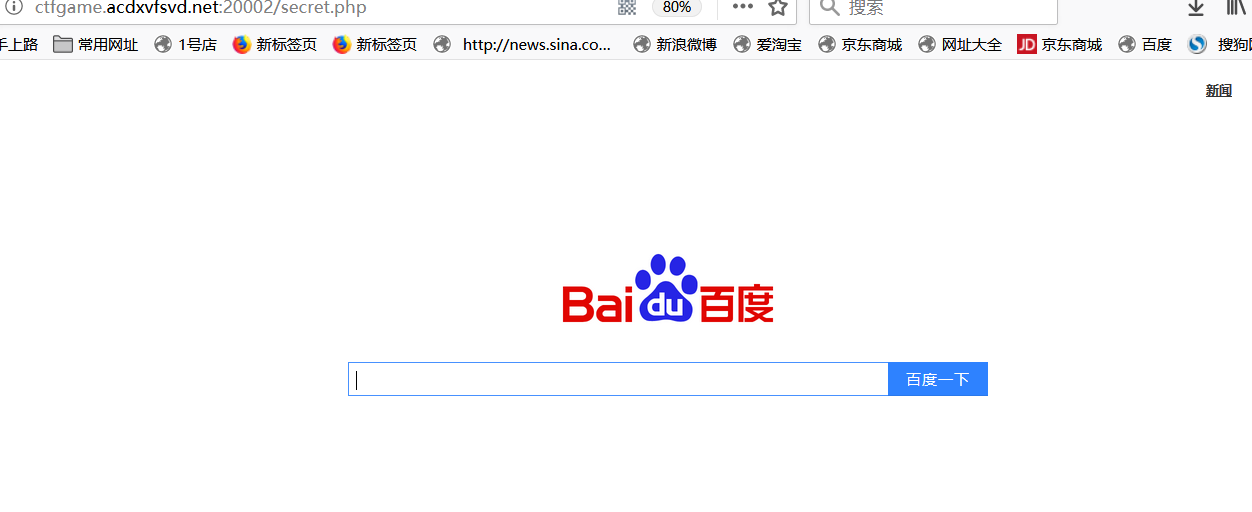 ctfgame.acdxvfsvd.net:20002/secret.php 80% 搜索
手上路 常用网址 1号店 新标签页 新标签页 http://news.sina.co... 新浪微博 爱淘宝 京东商城 网址大全 JD 京东商城 百度 搜狗
新闻
Bai du 百度
百度一下